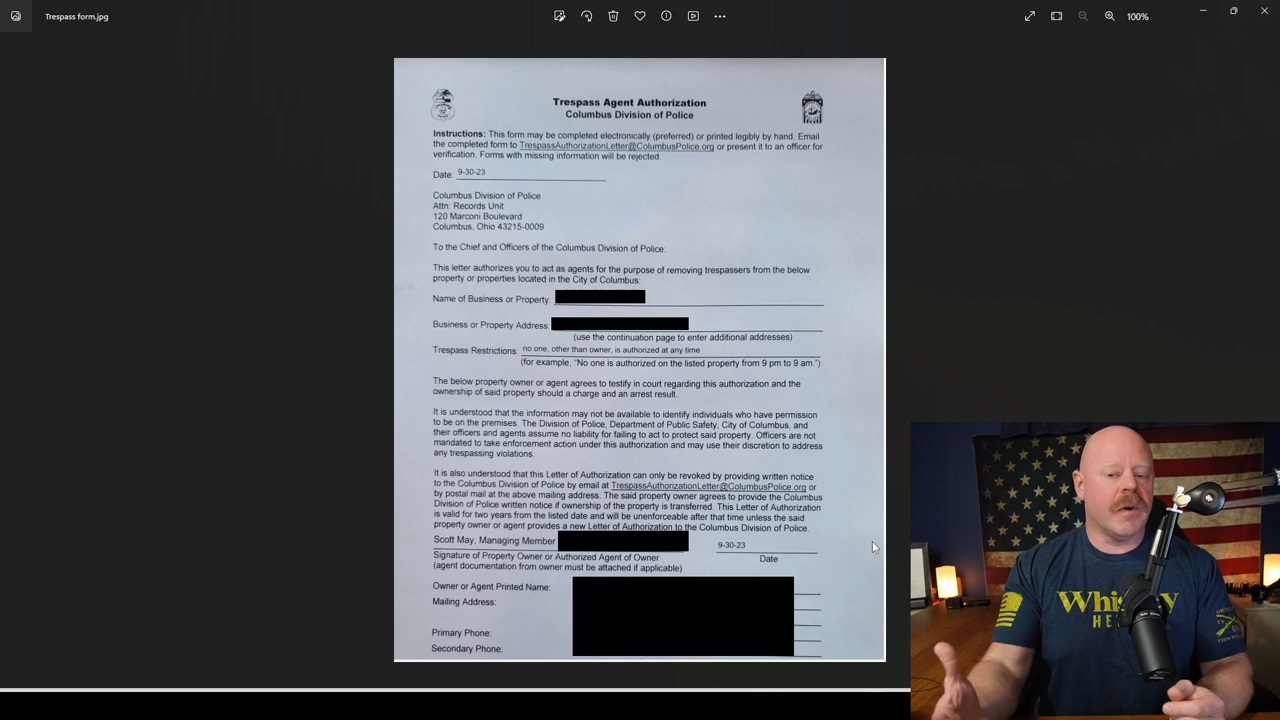 Trespass form.jpg
100%
Trespass Agent Authorization
Columbus Division of Police
Instructions: This form may be completed electronically (preferred) or printed legibly by hand. Email
the completed form to TrespassAuthorizationLetter@ColumbusPolice.org or present it to an officer for
verification. Forms with missing information will be rejected.
Date: 9-30-23
Columbus Division of Police
Attn: Records Unit
120 Marconi Boulevard
Columbus, Ohio 43215-0009
To the Chief and Officers of the Columbus Division of Police:
This letter authorizes you to act as agents for the purpose of removing trespassers from the below
property or properties located in the City of Columbus:
Name of Business or Property:
Business or Property Address:
(use the continuation page to enter additional addresses)
Trespass Restrictions: no one, other than owner, is authorized at any time
(for example, "No one is authorized on the listed property from 9 pm to 9 am.")
The below property owner or agent agrees to testify in court regarding this authorization and the
ownership of said property should a charge and an arrest result.
It is understood that the information may not be available to identify individuals who have permission
to be on the premises. The Division of Police, Department of Public Safety, City of Columbus, and
their officers and agents assume no liability for failing to act to protect said property. Officers are not
mandated to take enforcement action under this authorization and may use their discretion to address
any trespassing violations.
It is also understood that this Letter of Authorization can only be revoked by providing written notice
to the Columbus Division of Police by email at TrespassAuthorizationLetter@ColumbusPolice.org or
by postal mail at the above mailing address. The said property owner agrees to provide the Columbus
Division of Police written notice if ownership of the property is transferred. This Letter of Authorization
is valid for two years from the listed date and will be unenforceable after that time unless the said
property owner or agent provides a new Letter of Authorization to the Columbus Division of Police.
Scott May, Managing Member 9-30-23
Signature of Property Owner or Authorized Agent of Owner Date
(agent documentation from owner must be attached if applicable)
Owner or Agent Printed Name:
Mailing Address:
Primary Phone:
Secondary Phone: